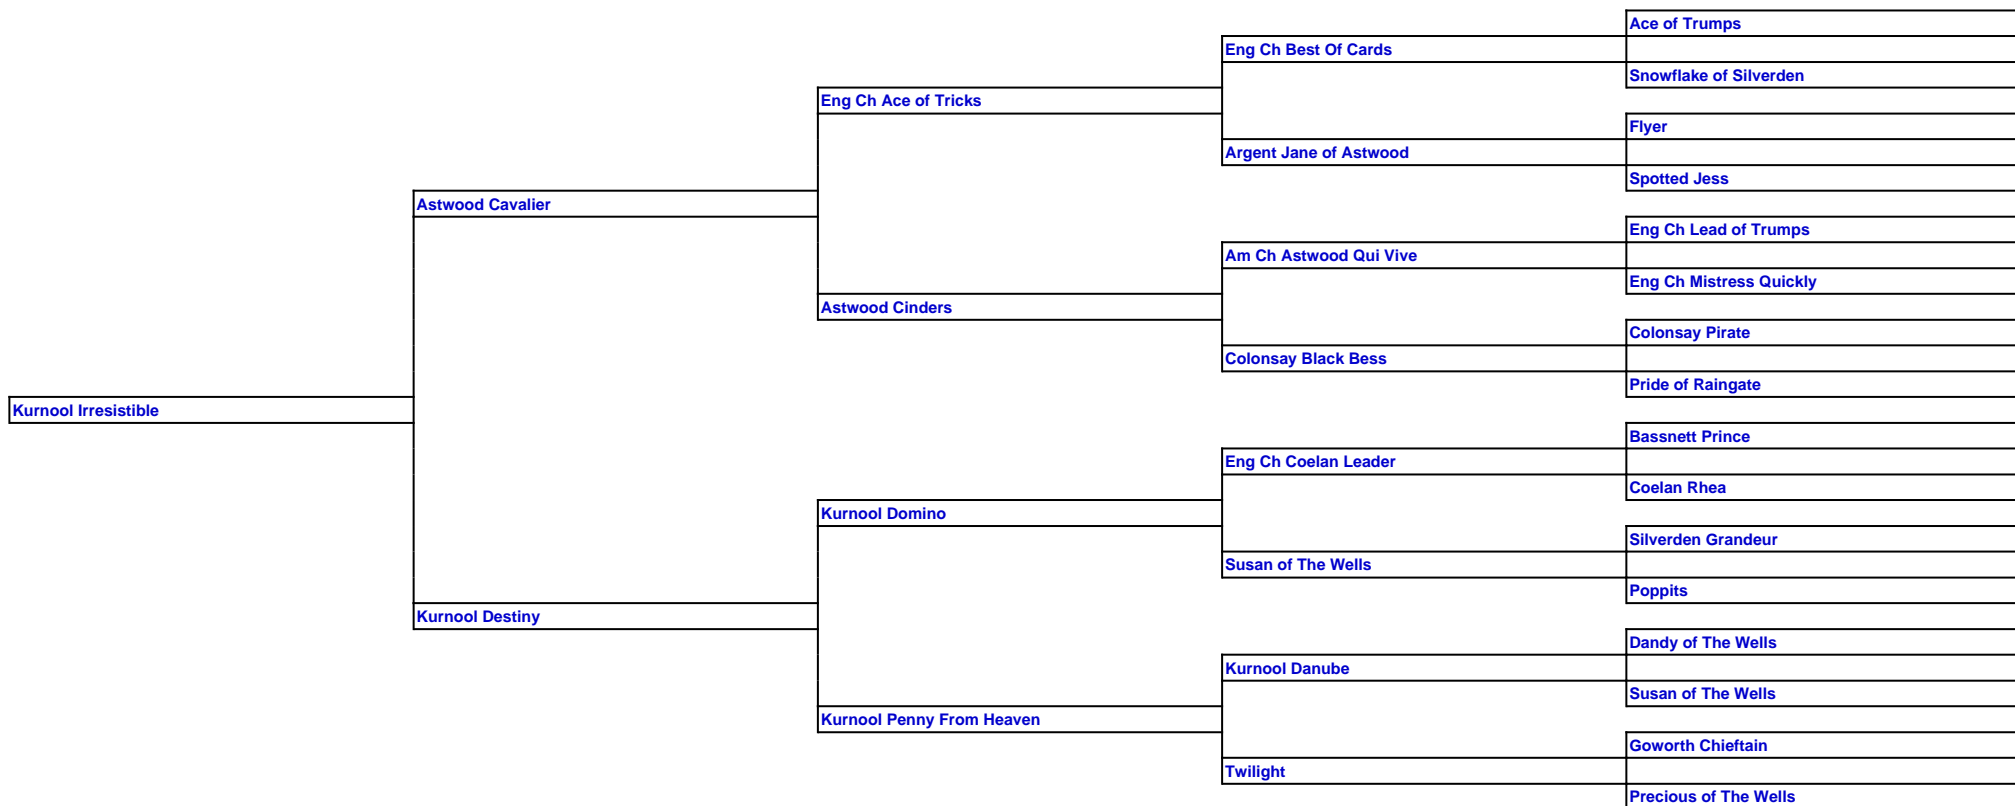 Ace of Trumps
Eng Ch Best Of Cards
Snowflake of Silverden
Eng Ch Ace of Tricks
Flyer
Argent Jane of Astwood
Spotted Jess
Astwood Cavalier
Eng Ch Lead of Trumps
Am Ch Astwood Qui Vive
Eng Ch Mistress Quickly
Astwood Cinders
Colonsay Pirate
Colonsay Black Bess
Pride of Raingate
Kurnool Irresistible
Bassnett Prince
Eng Ch Coelan Leader
Coelan Rhea
Kurnool Domino
Silverden Grandeur
Susan of The Wells
Poppits
Kurnool Destiny
Dandy of The Wells
Kurnool Danube
Susan of The Wells
Kurnool Penny From Heaven
Goworth Chieftain
Twilight
Precious of The Wells